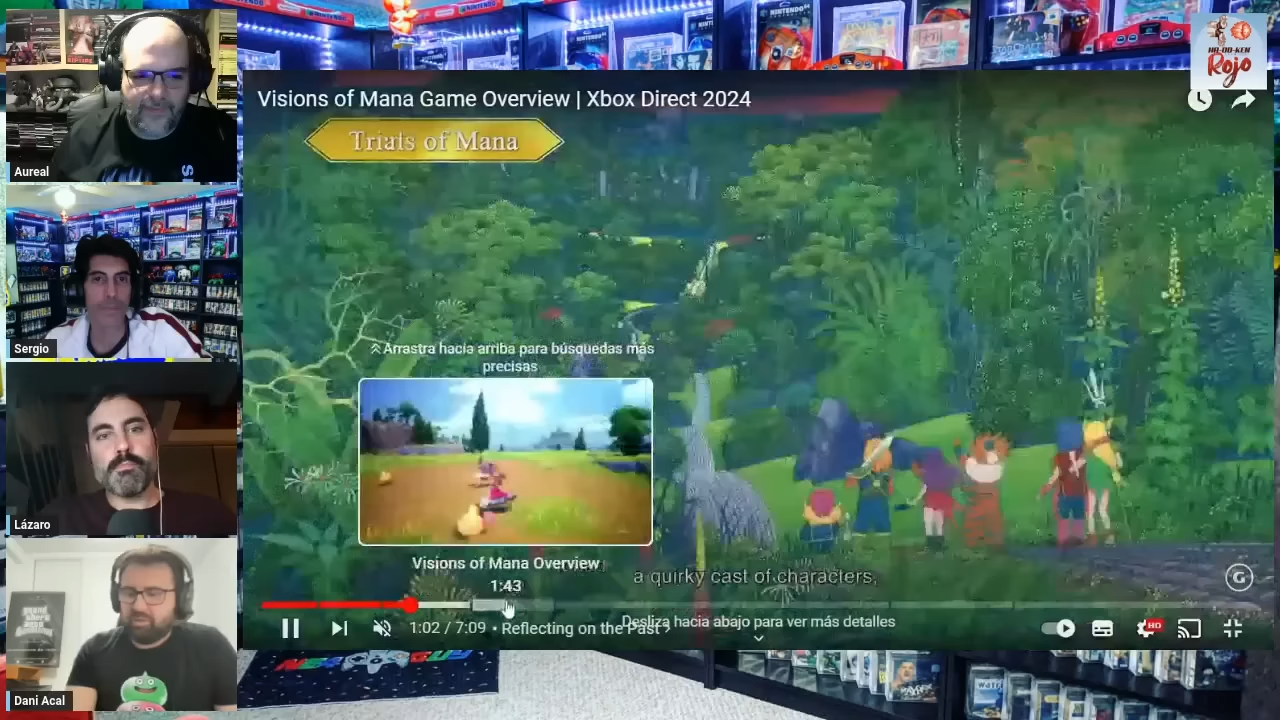 Visions of Mana Game Overview | Xbox Direct 2024
HA-DO-KEN
Rojo
Trials of Mana
Aureal
Sergio
Lázaro
Dani Acal
Arrastra hacia arriba para búsquedas más
precisas
Visions of Mana Overview
1:43
a quirky cast of characters,
Desliza hacia abajo para ver más detalles
1:02 / 7:09 • Reflecting on the Past
HD
NINTENDO